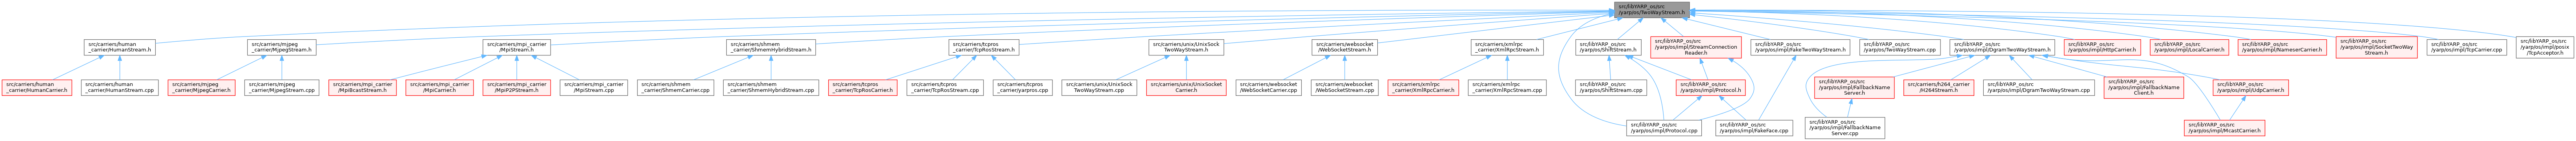 src/libYARP_os/src
/yarp/os/TwoWayStream.h
src/carriers/human
_carrier/HumanStream.h
src/carriers/mjpeg
_carrier/MjpegStream.h
src/carriers/mpi_carrier
/MpiStream.h
src/carriers/shmem
_carrier/ShmemHybridStream.h
src/carriers/tcpros
_carrier/TcpRosStream.h
src/carriers/unix/UnixSock
TwoWayStream.h
src/carriers/websocket
/WebSocketStream.h
src/carriers/xmlrpc
_carrier/XmlRpcStream.h
src/libYARP_os/src
/yarp/os/ShiftStream.h
src/libYARP_os/src
/yarp/os/impl/StreamConnection
Reader.h
src/libYARP_os/src
/yarp/os/impl/FakeTwoWayStream.h
src/libYARP_os/src
/yarp/os/TwoWayStream.cpp
src/libYARP_os/src
/yarp/os/impl/DgramTwoWayStream.h
src/libYARP_os/src
/yarp/os/impl/HttpCarrier.h
src/libYARP_os/src
/yarp/os/impl/LocalCarrier.h
src/libYARP_os/src
/yarp/os/impl/NameserCarrier.h
src/libYARP_os/src
/yarp/os/impl/SocketTwoWay
Stream.h
src/libYARP_os/src
/yarp/os/impl/TcpCarrier.cpp
src/libYARP_os/src
/yarp/os/impl/posix
/TcpAcceptor.h
src/carriers/human
_carrier/HumanCarrier.h
src/carriers/human
_carrier/HumanStream.cpp
src/carriers/mjpeg
_carrier/MjpegCarrier.h
src/carriers/mjpeg
_carrier/MjpegStream.cpp
src/carriers/mpi_carrier
/MpiBcastStream.h
src/carriers/mpi_carrier
/MpiCarrier.h
src/carriers/mpi_carrier
/MpiP2PStream.h
src/carriers/mpi_carrier
/MpiStream.cpp
src/carriers/shmem
_carrier/ShmemCarrier.cpp
src/carriers/shmem
_carrier/ShmemHybridStream.cpp
src/carriers/tcpros
_carrier/TcpRosCarrier.h
src/carriers/tcpros
_carrier/TcpRosStream.cpp
src/carriers/tcpros
_carrier/yarpros.cpp
src/carriers/unix/UnixSock
TwoWayStream.cpp
src/carriers/unix/UnixSocket
Carrier.h
src/carriers/websocket
/WebSocketCarrier.cpp
src/carriers/websocket
/WebSocketStream.cpp
src/carriers/xmlrpc
_carrier/XmlRpcCarrier.h
src/carriers/xmlrpc
_carrier/XmlRpcStream.cpp
src/libYARP_os/src
/yarp/os/ShiftStream.cpp
src/libYARP_os/src
/yarp/os/impl/Protocol.h
src/libYARP_os/src
/yarp/os/impl/FallbackName
Server.h
src/carriers/h264_carrier
/H264Stream.h
src/libYARP_os/src
/yarp/os/impl/DgramTwoWayStream.cpp
src/libYARP_os/src
/yarp/os/impl/FallbackName
Client.h
src/libYARP_os/src
/yarp/os/impl/UdpCarrier.h
src/libYARP_os/src
/yarp/os/impl/Protocol.cpp
src/libYARP_os/src
/yarp/os/impl/FakeFace.cpp
src/libYARP_os/src
/yarp/os/impl/FallbackName
Server.cpp
src/libYARP_os/src
/yarp/os/impl/McastCarrier.h